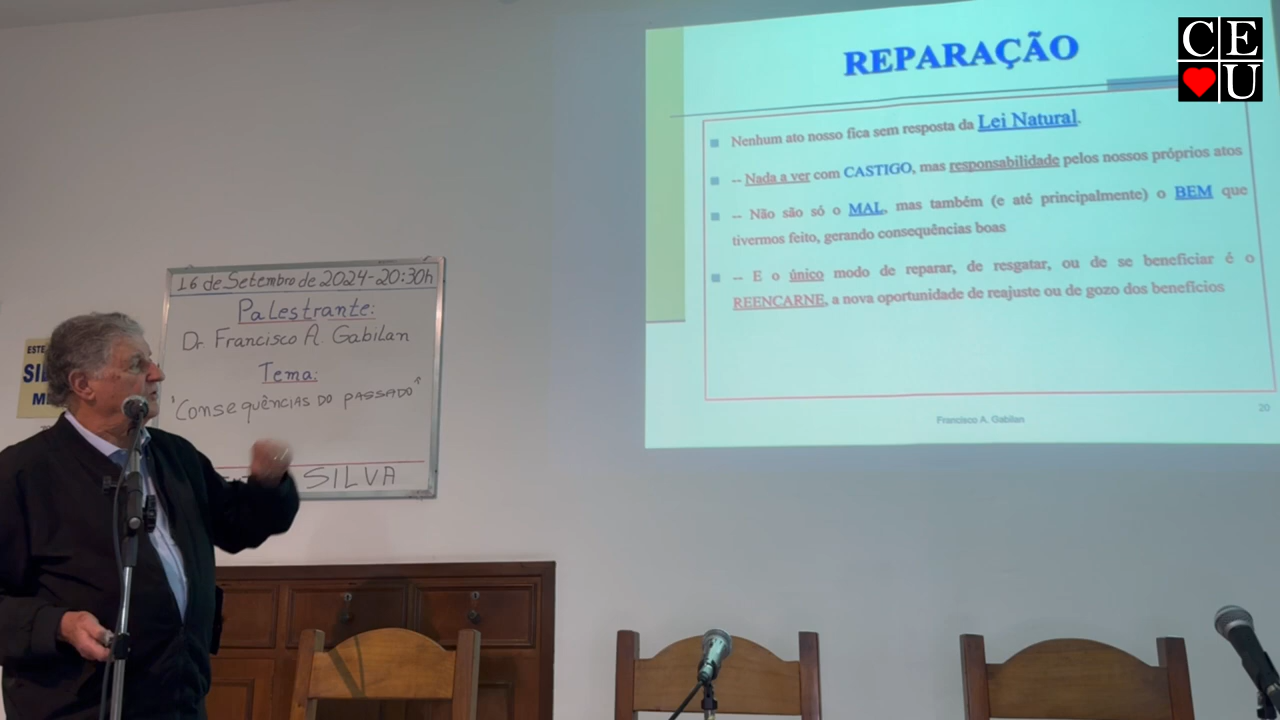 CE
U
REPARAÇÃO
Nenhum ato nosso fica sem resposta da Lei Natural.
-- Nada a ver com CASTIGO, mas responsabilidade pelos nossos próprios atos
-- Não são só o MAL, mas também (e até principalmente) o BEM que
tivermos feito, gerando consequências boas
-- E o único modo de reparar, de resgatar, ou de se beneficiar é o
REENCARNE, a nova oportunidade de reajuste ou de gozo dos benefícios
Francisco A. Gabilan
20
16 de Setembro de 2024-20:30h
Palestrante:
Dr Francisco A. Gabilan
Tema:
"Consequências do passado"
SILVA
ESTE
SIL
ME